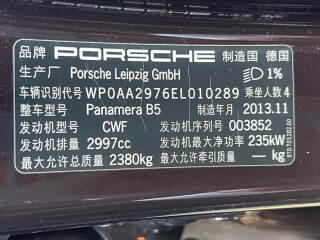 品牌 PORSCHE 制造国 德国
生产厂 Porsche Leipzig GmbH 1%
车辆识别代号 WP0AA2976EL010289 乘坐人数 4
整车型号 Panamera B5 制造年月 2013.11
发动机型号 CWF 发动机序列号 003852
发动机排量 2997cc 发动机最大净功率 235kW
最大允许总质量 2380kg 最大允许牵引质量 — kg
970.701.202.00